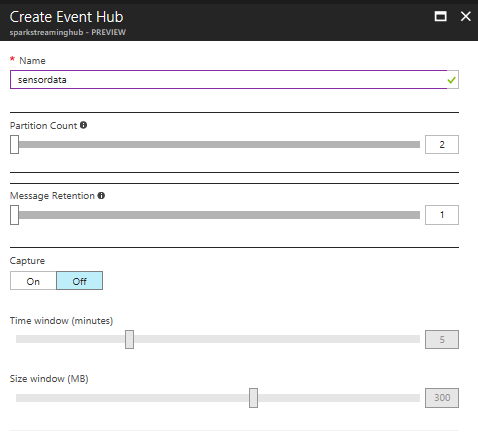 Create Event Hub
sparkstreaminghub - PREVIEW
* Name
sensordata
Partition Count
2
Message Retention
1
Capture
On Off
Time window (minutes)
5
Size window (MB)
300